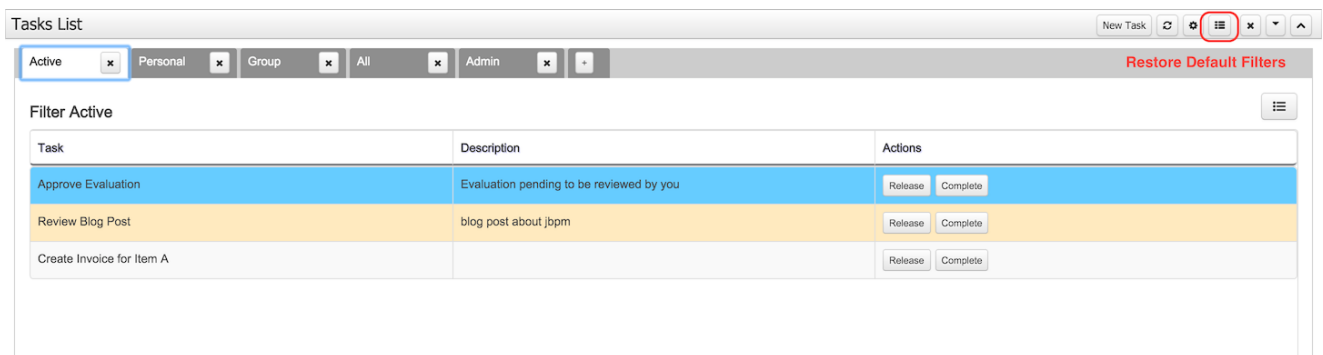 Tasks List New Task
Active Personal Group All Admin + Restore Default Filters
Filter Active
Task Description Actions
Approve Evaluation Evaluation pending to be reviewed by you Release Complete
Review Blog Post blog post about jbpm Release Complete
Create Invoice for Item A Release Complete